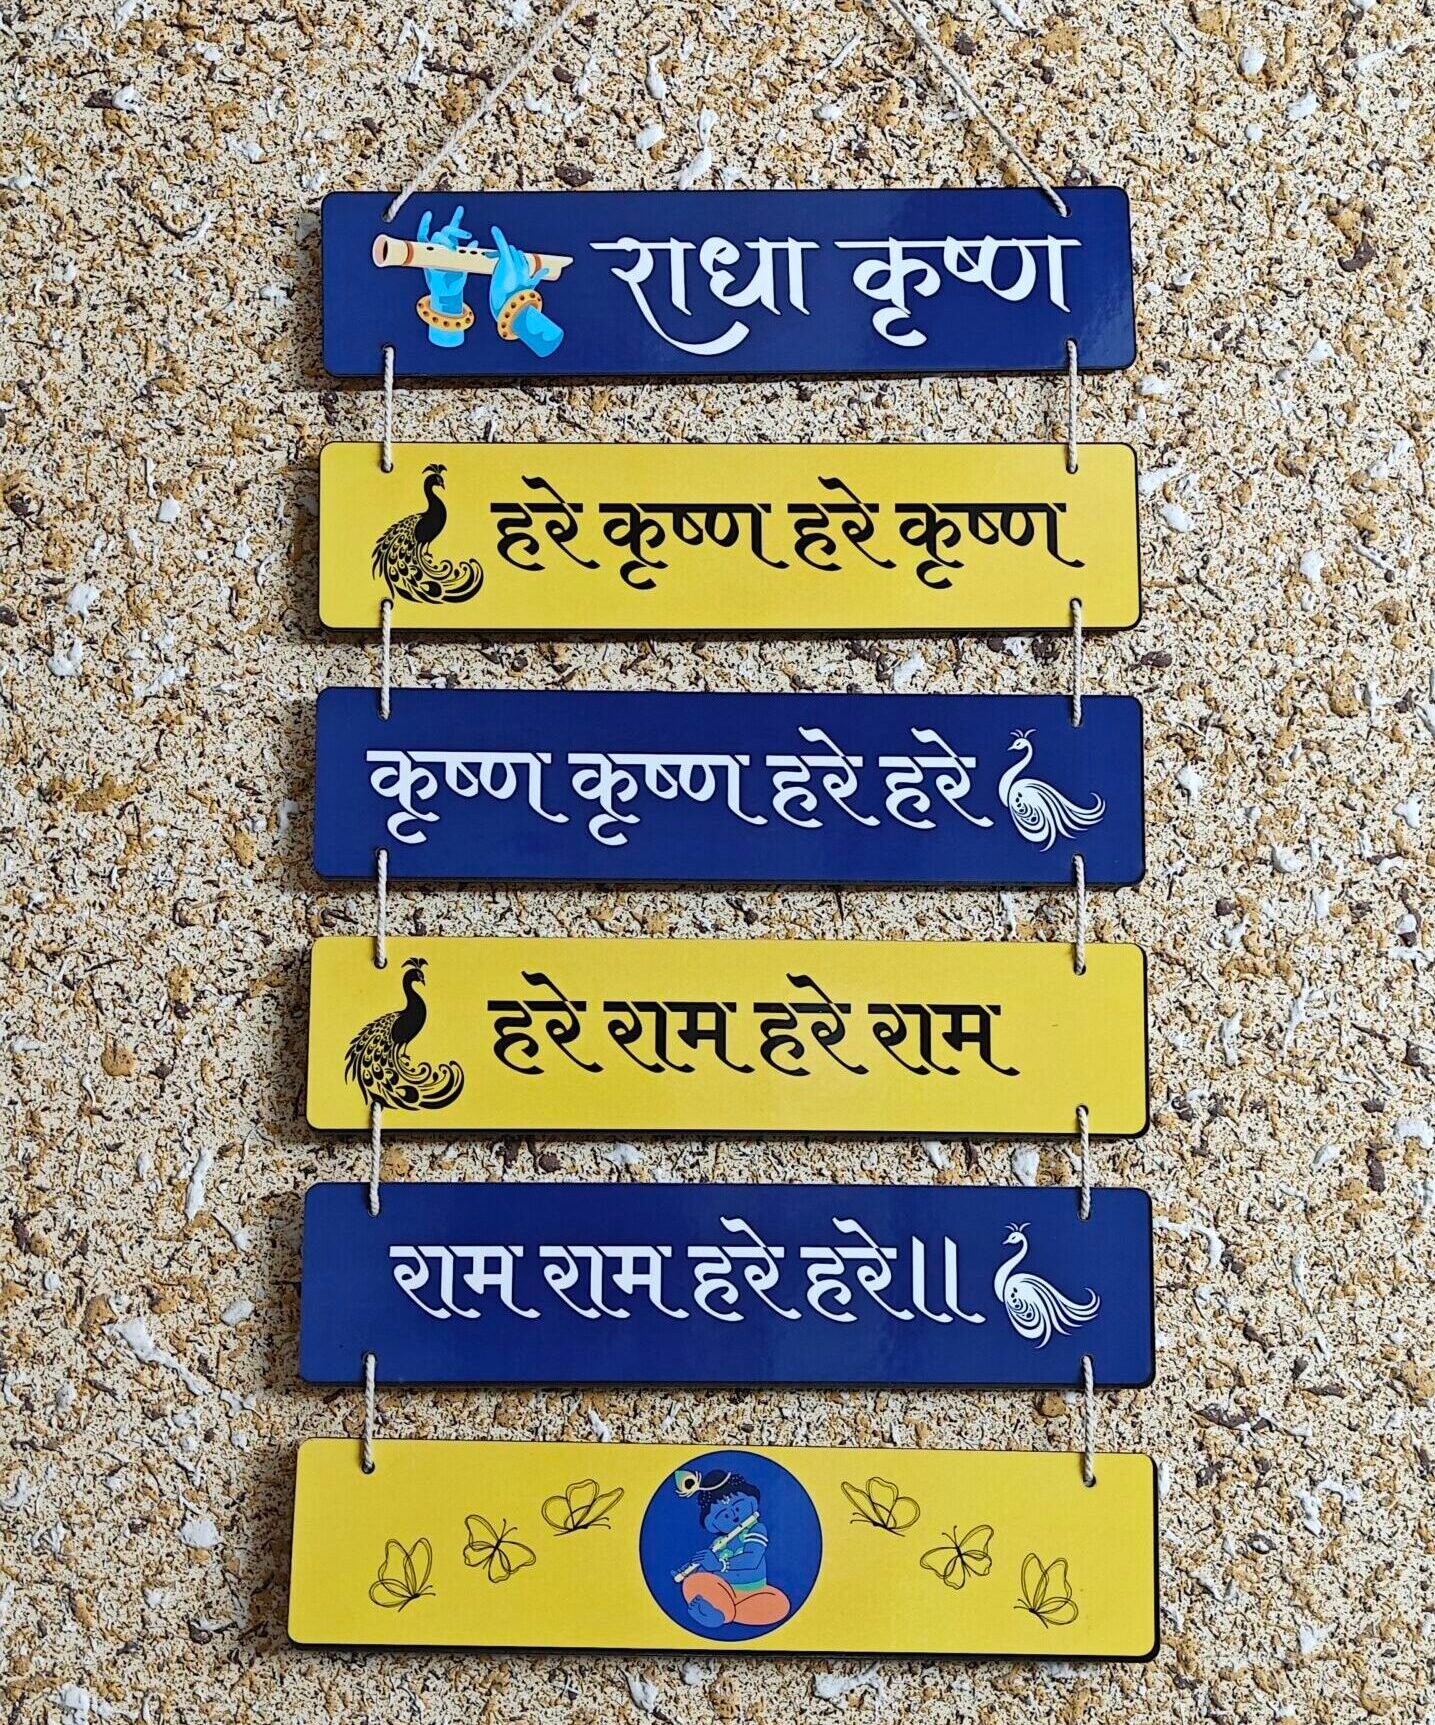 राधा कृष्ण
हरे कृष्ण हरे कृष्ण
कृष्ण कृष्ण हरे हरे
हरे राम हरे राम
राम राम हरे हरे॥